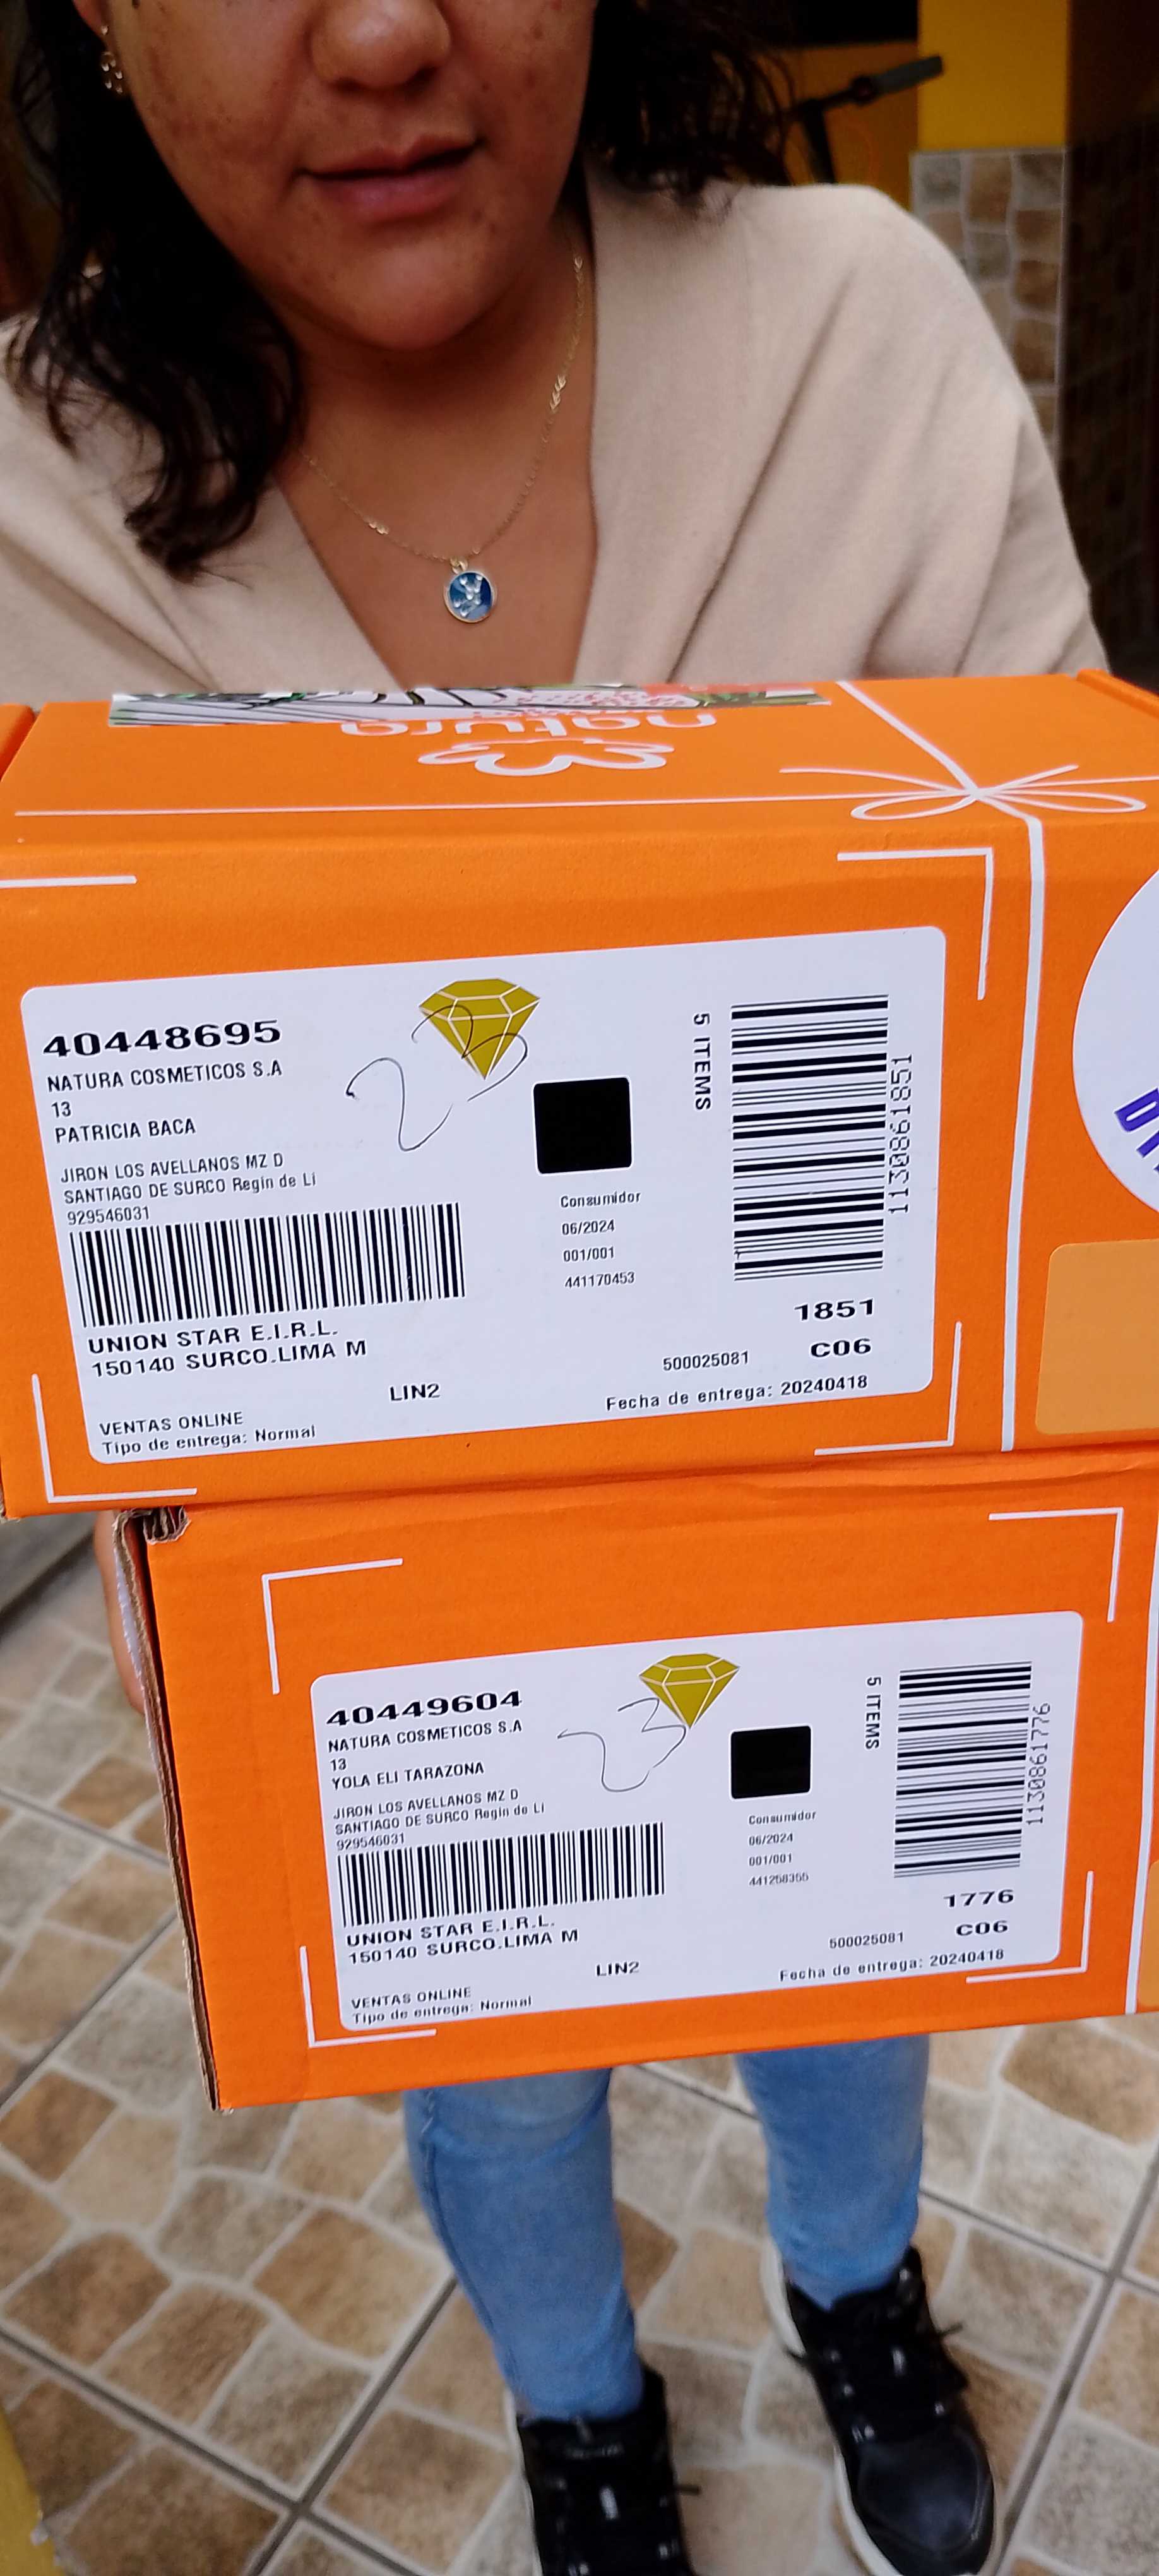 natura
40448695
NATURA COSMETICOS S.A
13
PATRICIA BACA
JIRON LOS AVELLANOS MZ D
SANTIAGO DE SURCO Regin de Li
929546031
UNION STAR E.I.R.L.
150140 SURCO.LIMA M
LIN2
VENTAS ONLINE
Tipo de entrega: Normal
23
Consumidor
06/2024
001/001
441170453
5 ITEMS
1130861851
1851
C06
500025081
Fecha de entrega: 20240418
40449604
NATURA COSMETICOS S.A
13
YOLA ELI TARAZONA
JIRON LOS AVELLANOS MZ D
SANTIAGO DE SURCO Regin de Li
929546031
UNION STAR E.I.R.L.
150140 SURCO.LIMA M
LIN2
VENTAS ONLINE
Tipo de entrega: Normal
23
Consumidor
06/2024
001/001
441258355
5 ITEMS
1130861776
1776
C06
500025081
Fecha de entrega: 20240418